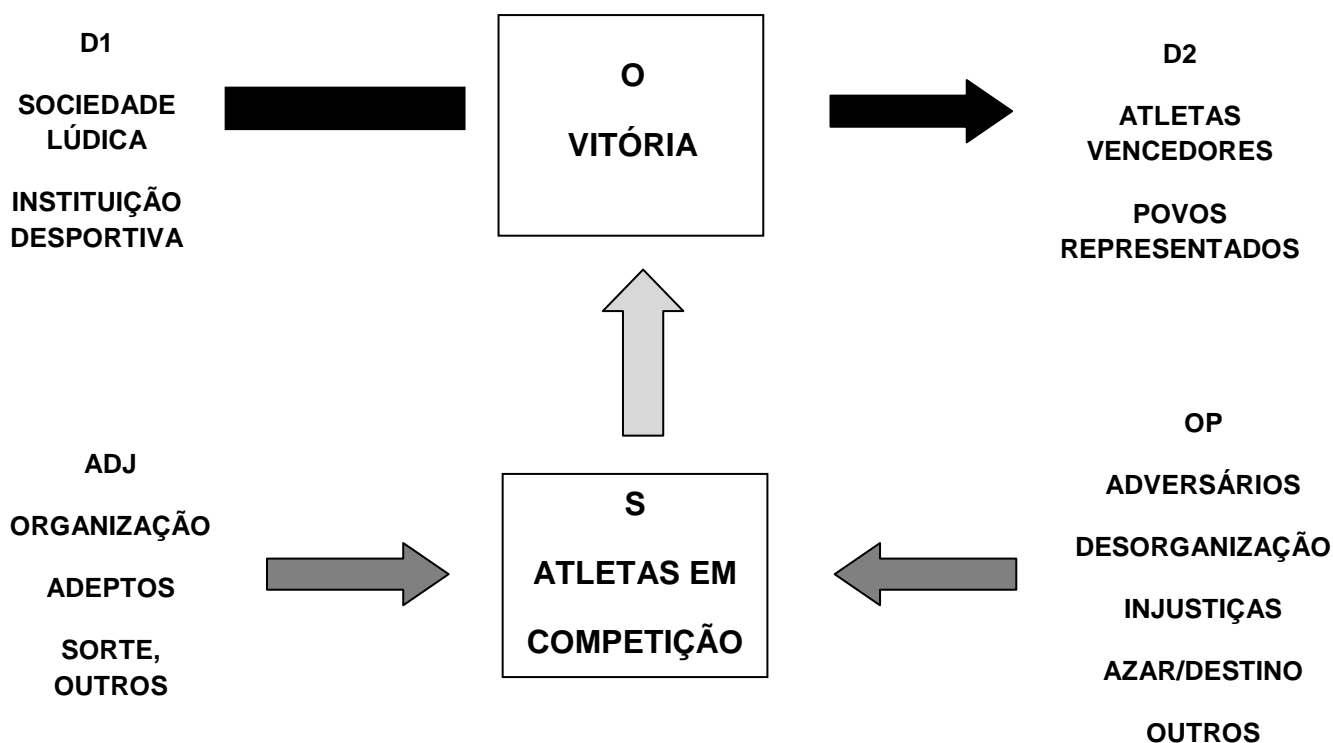 D1
SOCIEDADE
LÚDICA
INSTITUIÇÃO
DESPORTIVA
O
VITÓRIA
D2
ATLETAS
VENCEDORES
POVOS
REPRESENTADOS
ADJ
ORGANIZAÇÃO
ADEPTOS
SORTE,
OUTROS
S
ATLETAS EM
COMPETIÇÃO
OP
ADVERSÁRIOS
DESORGANIZAÇÃO
INJUSTIÇAS
AZAR/DESTINO
OUTROS